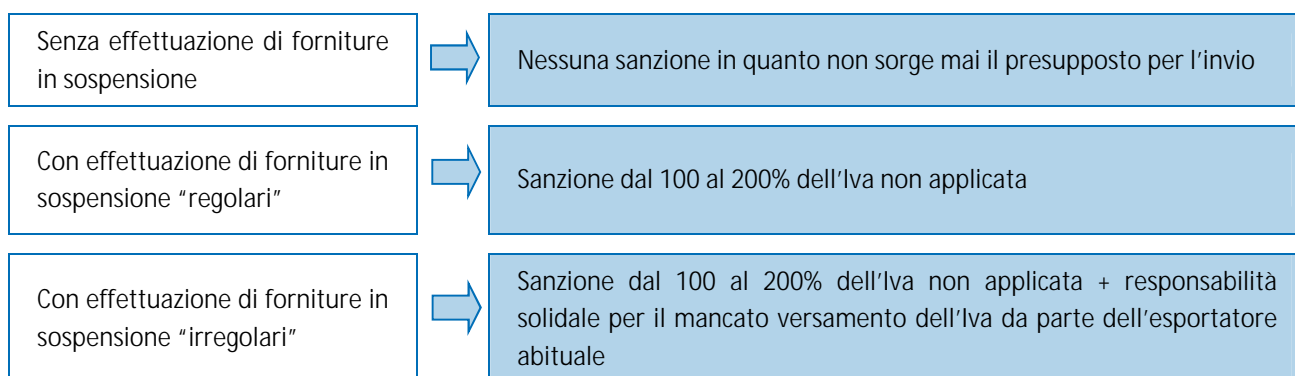 Senza effettuazione di forniture
in sospensione
Nessuna sanzione in quanto non sorge mai il presupposto per l'invio
Con effettuazione di forniture in
sospensione "regolari"
Sanzione dal 100 al 200% dell'Iva non applicata
Con effettuazione di forniture in
sospensione "irregolari"
Sanzione dal 100 al 200% dell'Iva non applicata + responsabilità
solidale per il mancato versamento dell'Iva da parte dell'esportatore
abituale